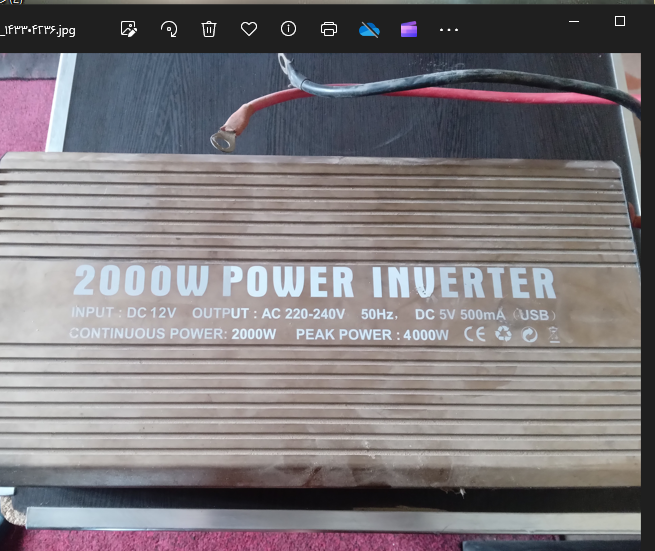 _۱۴۳۳۰۴۲۳۶.jpg
2000W POWER INVERTER
INPUT : DC 12V OUTPUT : AC 220-240V 50Hz, DC 5V 500mA (USB)
CONTINUOUS POWER: 2000W PEAK POWER : 4000W CE